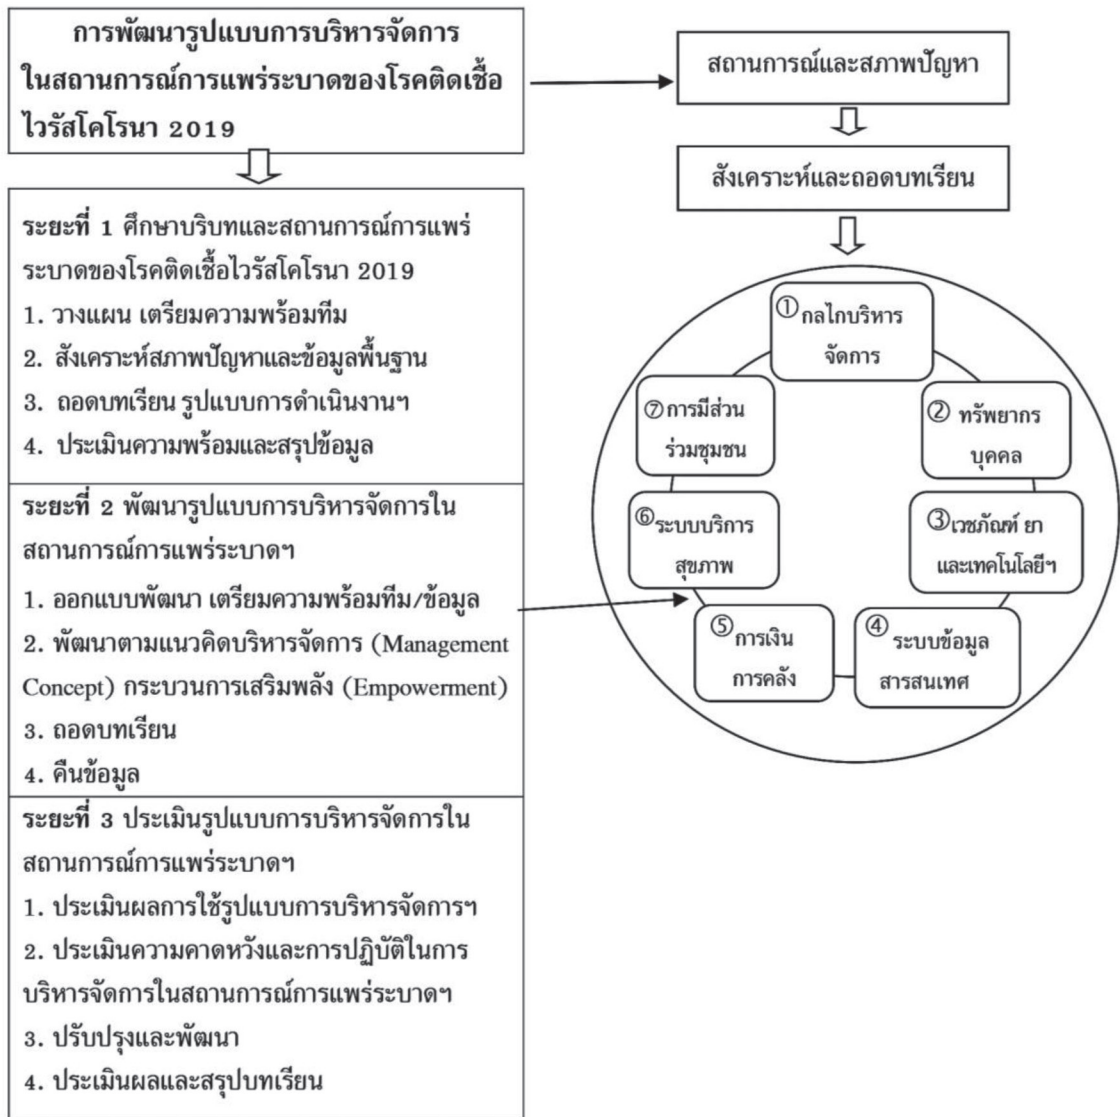 การพัฒนารูปแบบการบริหารจัดการ
ในสถานการณ์การแพร่ระบาดของโรคติดเชื้อ
ไวรัสโคโรนา 2019
ระยะที่ 1 ศึกษาบริบทและสถานการณ์การแพร่
ระบาดของโรคติดเชื้อไวรัสโคโรนา 2019
1. วางแผน เตรียมความพร้อมทีม
2. สังเคราะห์สภาพปัญหาและข้อมูลพื้นฐาน
3. ถอดบทเรียน รูปแบบการดำเนินงานฯ
4. ประเมินความพร้อมและสรุปข้อมูล
ระยะที่ 2 พัฒนารูปแบบการบริหารจัดการใน
สถานการณ์การแพร่ระบาดฯ
1. ออกแบบพัฒนา เตรียมความพร้อมทีม/ข้อมูล
2. พัฒนาตามแนวคิดบริหารจัดการ (Management
Concept) กระบวนการเสริมพลัง (Empowerment)
3. ถอดบทเรียน
4. คืนข้อมูล
ระยะที่ 3 ประเมินรูปแบบการบริหารจัดการใน
สถานการณ์การแพร่ระบาดฯ
1. ประเมินผลการใช้รูปแบบการบริหารจัดการฯ
2. ประเมินความคาดหวังและการปฏิบัติในการ
บริหารจัดการในสถานการณ์การแพร่ระบาดฯ
3. ปรับปรุงและพัฒนา
4. ประเมินผลและสรุปบทเรียน
สถานการณ์และสภาพปัญหา
สังเคราะห์และถอดบทเรียน
① กลไกบริหาร
จัดการ
② ทรัพยากร
บุคคล
③ เวชภัณฑ์ ยา
และเทคโนโลยีฯ
④ ระบบข้อมูล
สารสนเทศ
⑤ การเงิน
การคลัง
⑥ ระบบบริการ
สุขภาพ
⑦ การมีส่วน
ร่วมชุมชน